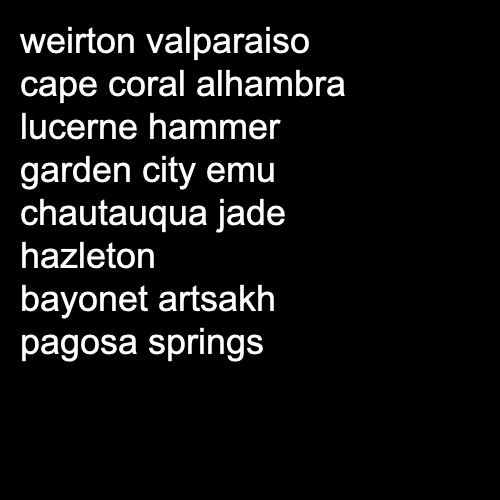 weirton valparaiso
cape coral alhambra
lucerne hammer
garden city emu
chautauqua jade
hazleton
bayonet artsakh
pagosa springs